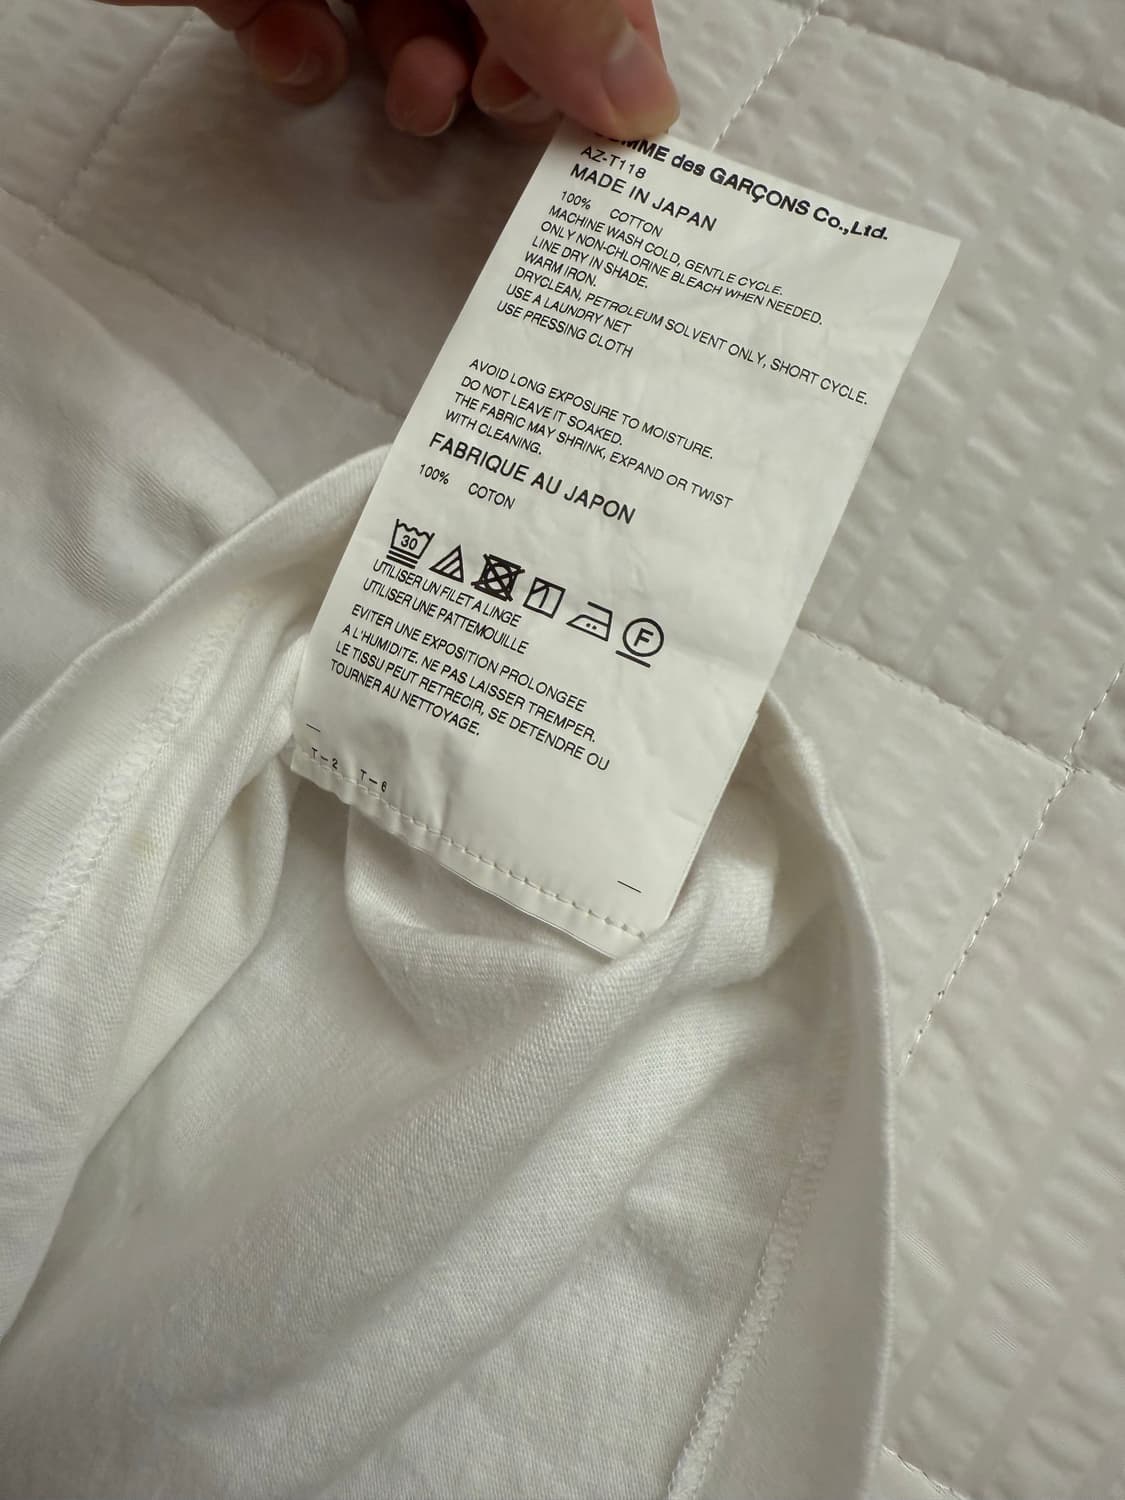 COMME des GARÇONS Co.,Ltd.
AZ-T118
MADE IN JAPAN
100% COTTON
MACHINE WASH COLD, GENTLE CYCLE.
ONLY NON-CHLORINE BLEACH WHEN NEEDED.
LINE DRY IN SHADE.
WARM IRON.
DRYCLEAN, PETROLEUM SOLVENT ONLY, SHORT CYCLE.
USE A LAUNDRY NET
USE PRESSING CLOTH
AVOID LONG EXPOSURE TO MOISTURE.
DO NOT LEAVE IT SOAKED.
THE FABRIC MAY SHRINK, EXPAND OR TWIST
WITH CLEANING.
FABRIQUE AU JAPON
100% COTON
30 F
UTILISER UN FILET A LINGE
UTILISER UNE PATTEMOUILLE
EVITER UNE EXPOSITION PROLONGEE
A L'HUMIDITE. NE PAS LAISSER TREMPER.
LE TISSU PEUT RETRECIR, SE DETENDRE OU
TOURNER AU NETTOYAGE.
T-2 T-6